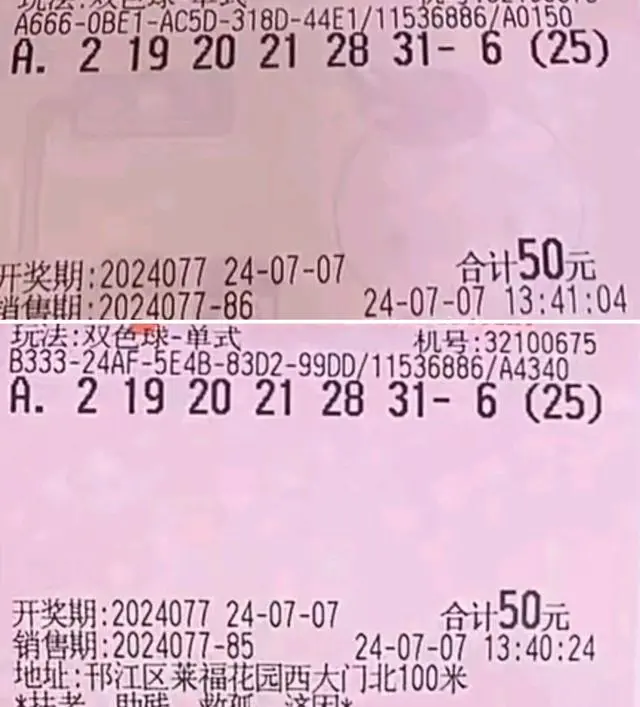 玩法:双色球-单式
A666-0BE1-AC5D-318D-44E1/11536886/A0150
A. 2 19 20 21 28 31- 6 (25)
开奖期:2024077 24-07-07 合计50元
销售期:2024077-86 24-07-07 13:41:04
玩法:双色球-单式 机号:32100675
B333-24AF-5E4B-83D2-99DD/11536886/A4340
A. 2 19 20 21 28 31- 6 (25)
开奖期:2024077 24-07-07 合计50元
销售期:2024077-85 24-07-07 13:40:24
地址:邗江区莱福花园西大门北100米